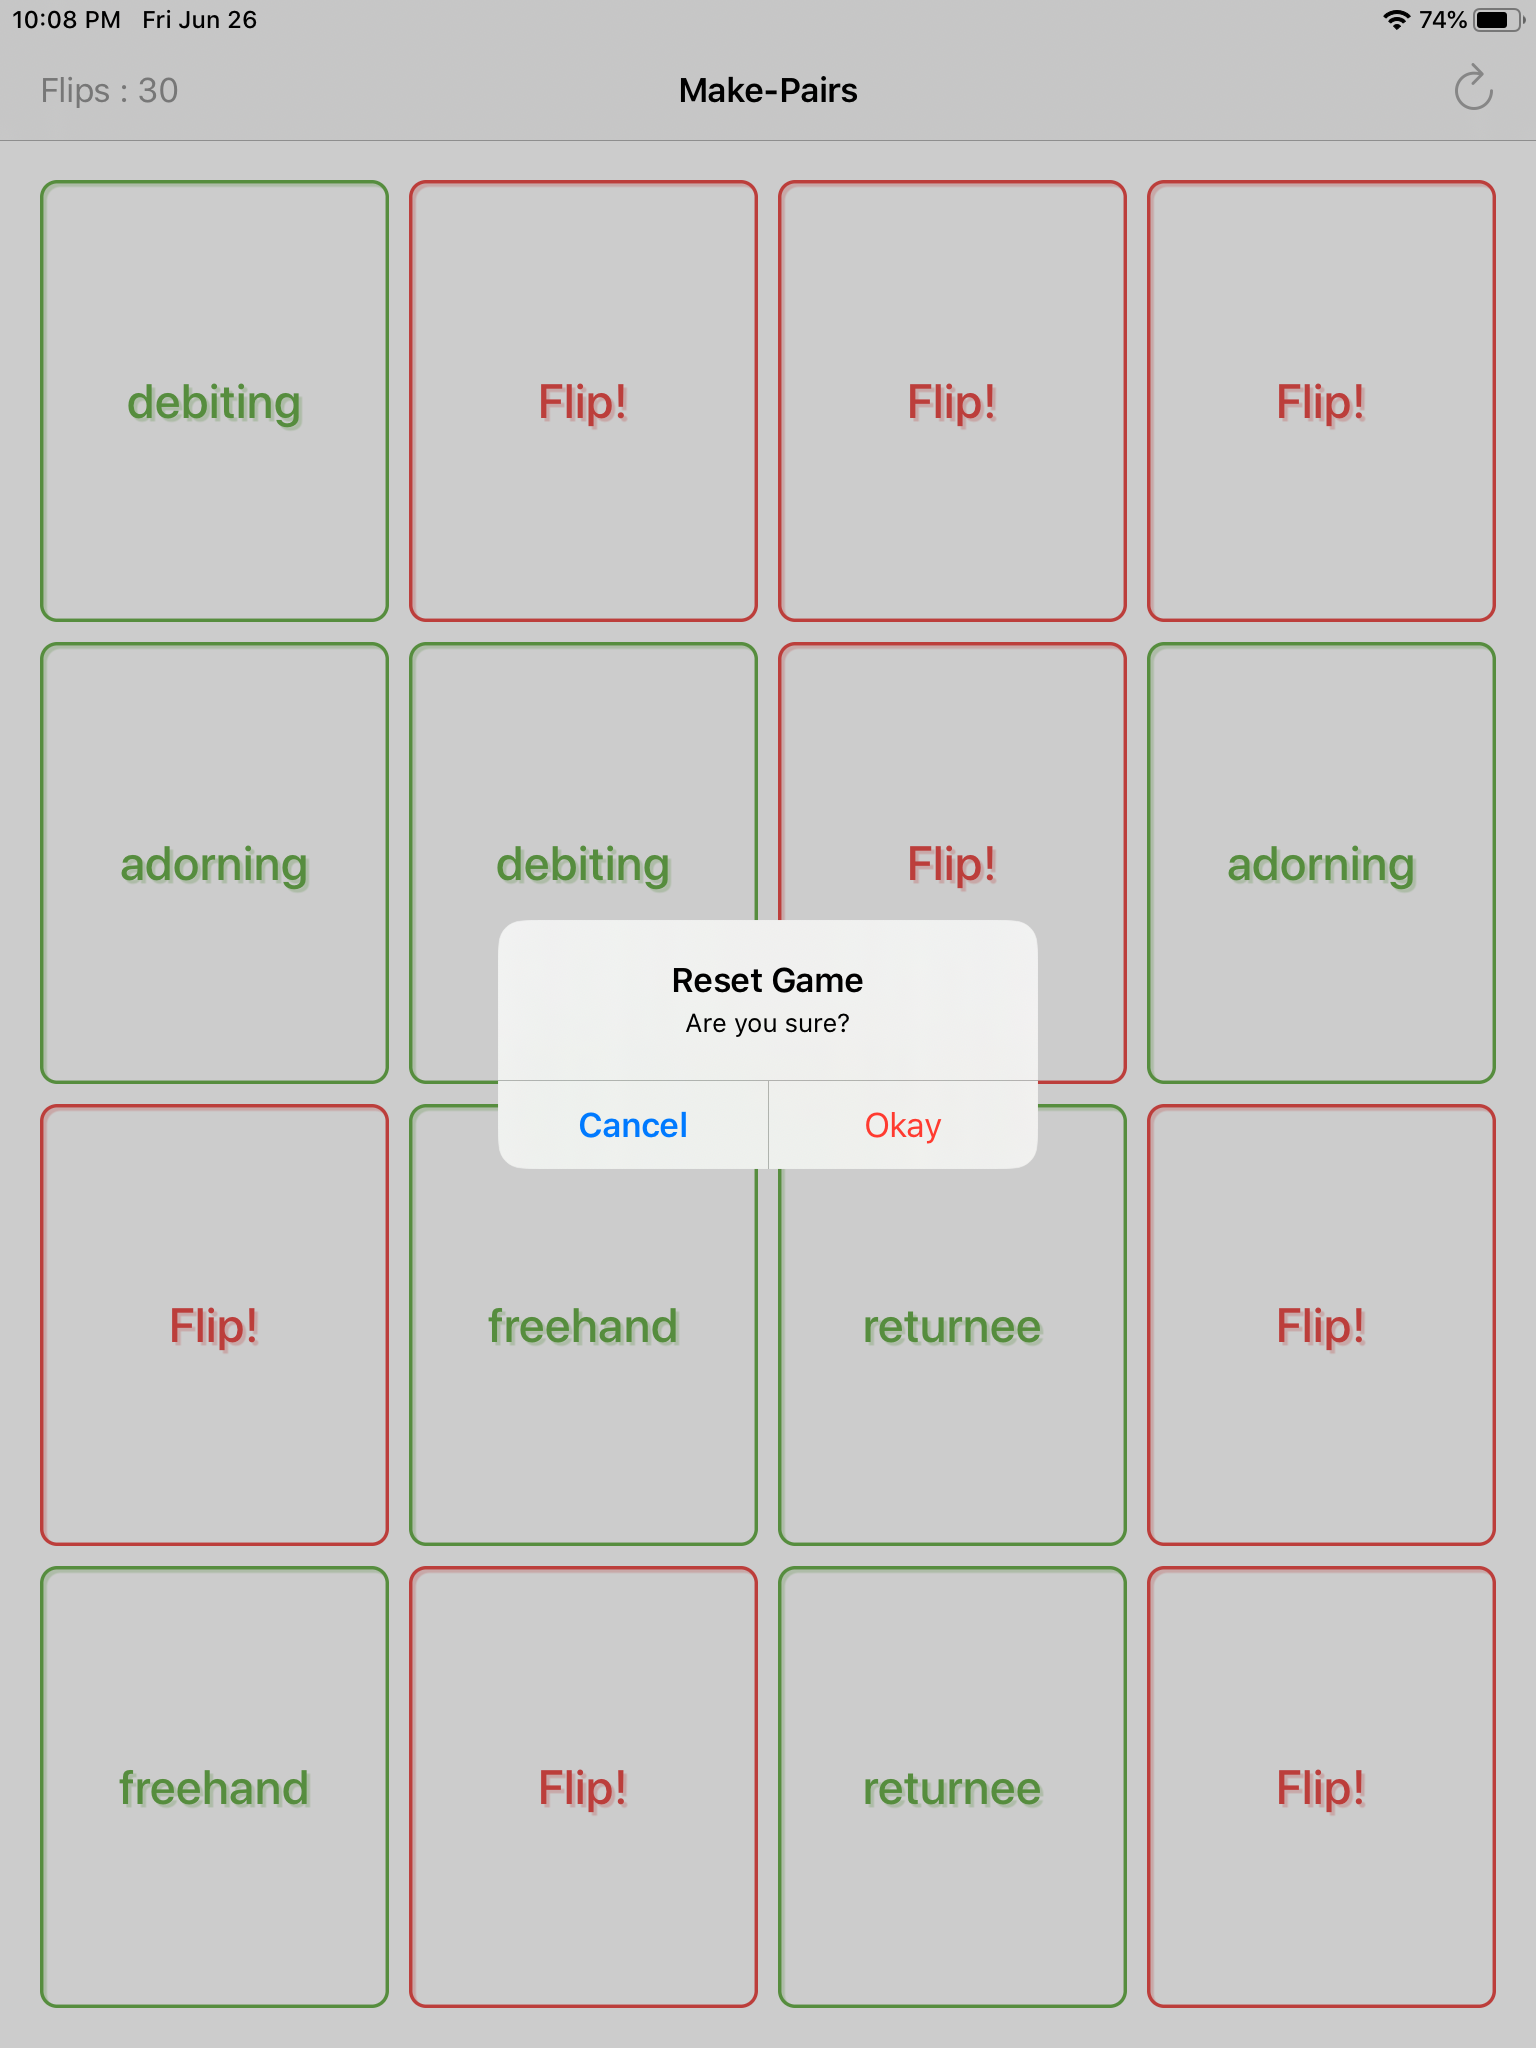 10:08 PM Fri Jun 26 74%
Flips : 30 Make-Pairs
debiting Flip! Flip! Flip!
adorning debiting Flip! adorning
Reset Game
Are you sure?
Cancel Okay
Flip! freehand returnee Flip!
freehand Flip! returnee Flip!